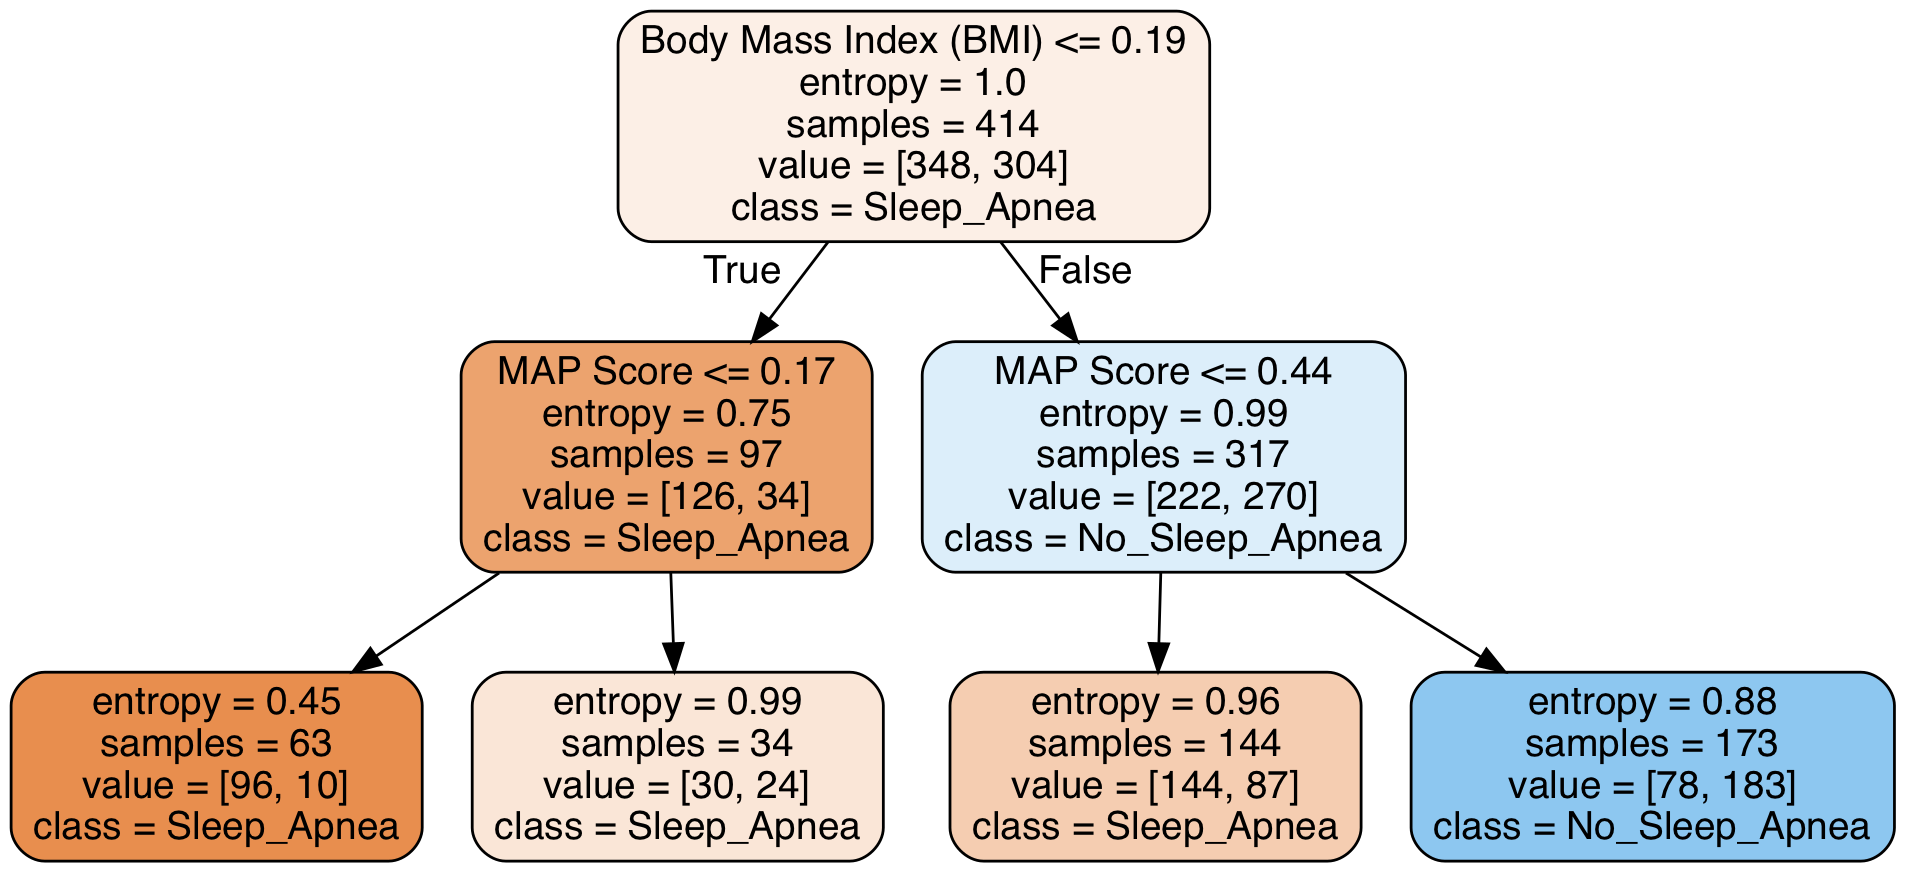 Body Mass Index (BMI) <= 0.19
entropy = 1.0
samples = 414
value = [348, 304]
class = Sleep_Apnea
True
False
MAP Score <= 0.17
entropy = 0.75
samples = 97
value = [126, 34]
class = Sleep_Apnea
MAP Score <= 0.44
entropy = 0.99
samples = 317
value = [222, 270]
class = No_Sleep_Apnea
entropy = 0.45
samples = 63
value = [96, 10]
class = Sleep_Apnea
entropy = 0.99
samples = 34
value = [30, 24]
class = Sleep_Apnea
entropy = 0.96
samples = 144
value = [144, 87]
class = Sleep_Apnea
entropy = 0.88
samples = 173
value = [78, 183]
class = No_Sleep_Apnea